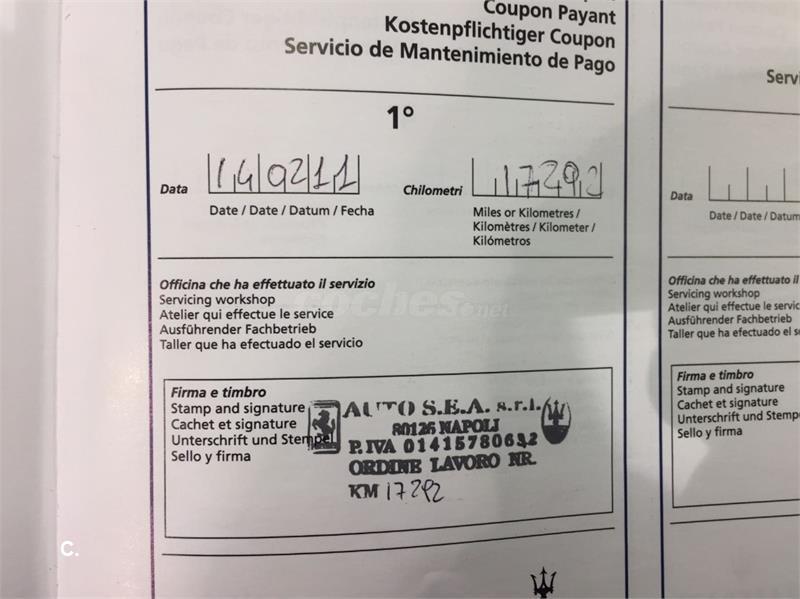 Coupon Payant
Kostenpflichtiger Coupon
Servicio de Mantenimiento de Pago
1°
Data 140211
Date / Date / Datum / Fecha
Chilometri 17292
Miles or Kilometres /
Kilomètres / Kilometer /
Kilómetros
Officina che ha effettuato il servizio
Servicing workshop
Atelier qui effectue le service
Ausführender Fachbetrieb
Taller que ha efectuado el servicio
coches.net
Firma e timbro
Stamp and signature
Cachet et signature
Unterschrift und Stempel
Sello y firma
AUTO S.E.A. s.r.l.
80126 NAPOLI
P.IVA 01415780632
ORDINE LAVORO NR.
KM 17292
c.
Servi
Data
Date / Date / Datum
Officina che ha effettuato il
Servicing workshop
Atelier qui effectue le servic
Ausführender Fachbetrieb
Taller que ha efectuado el se
Firma e timbro
Stamp and signature
Cachet et signature
Unterschrift und Stempe
Sello y firma